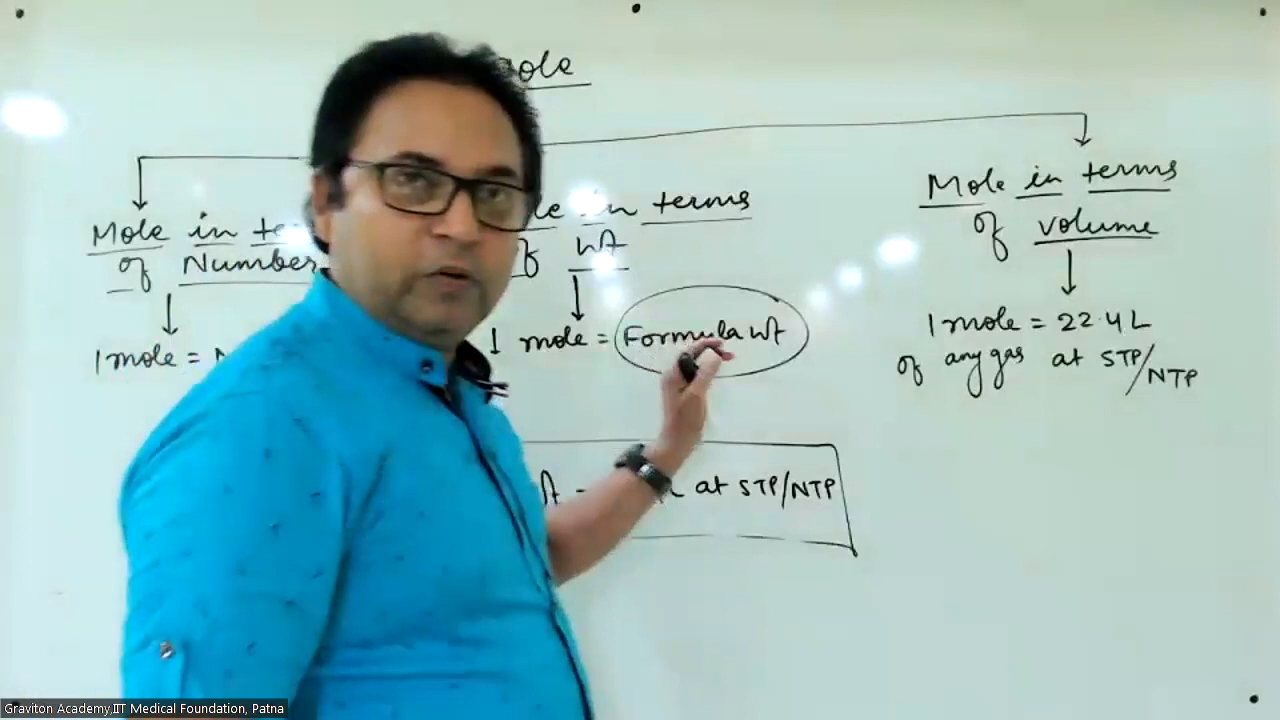 ole
Mole in te
of Number
1 mole =
le in terms
of wt
1 mole = Formula wt
Mole in terms
of volume
1 mole = 22.4 L
of any gas at STP/NTP
at STP/NTP
Graviton Academy,IIT Medical Foundation, Patna